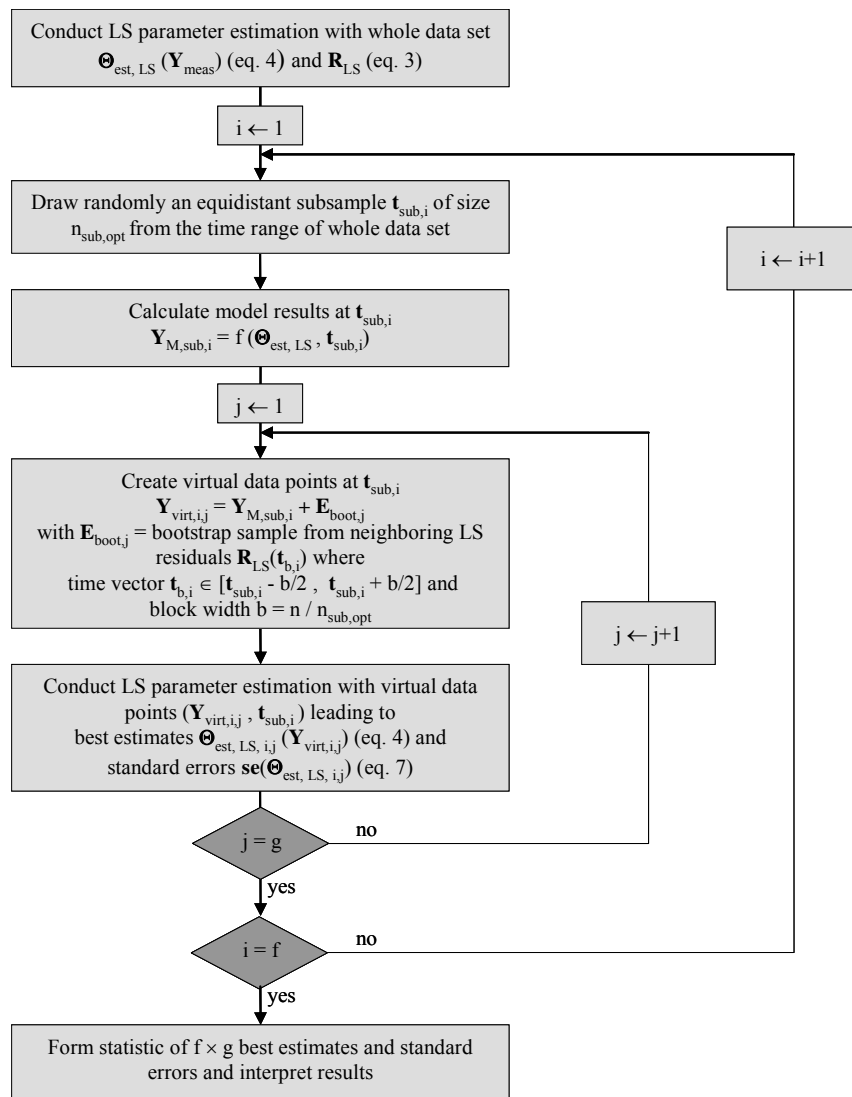 Conduct LS parameter estimation with whole data set
Θest, LS (Ymeas) (eq. 4) and RLS (eq. 3)
i ← 1
Draw randomly an equidistant subsample tsub,i of size
nsub,opt from the time range of whole data set
i ← i+1
Calculate model results at tsub,i
YM,sub,i = f (Θest, LS , tsub,i)
j ← 1
Create virtual data points at tsub,i
Yvirt,i,j = YM,sub,i + Eboot,j
with Eboot,j = bootstrap sample from neighboring LS
residuals RLS(tb,i) where
time vector tb,i ∈ [tsub,i - b/2 , tsub,i + b/2] and
block width b = n / nsub,opt
j ← j+1
Conduct LS parameter estimation with virtual data
points (Yvirt,i,j , tsub,i) leading to
best estimates Θest, LS, i,j (Yvirt,i,j) (eq. 4) and
standard errors se(Θest, LS, i,j) (eq. 7)
j = g
no
yes
i = f
no
yes
Form statistic of f × g best estimates and standard
errors and interpret results